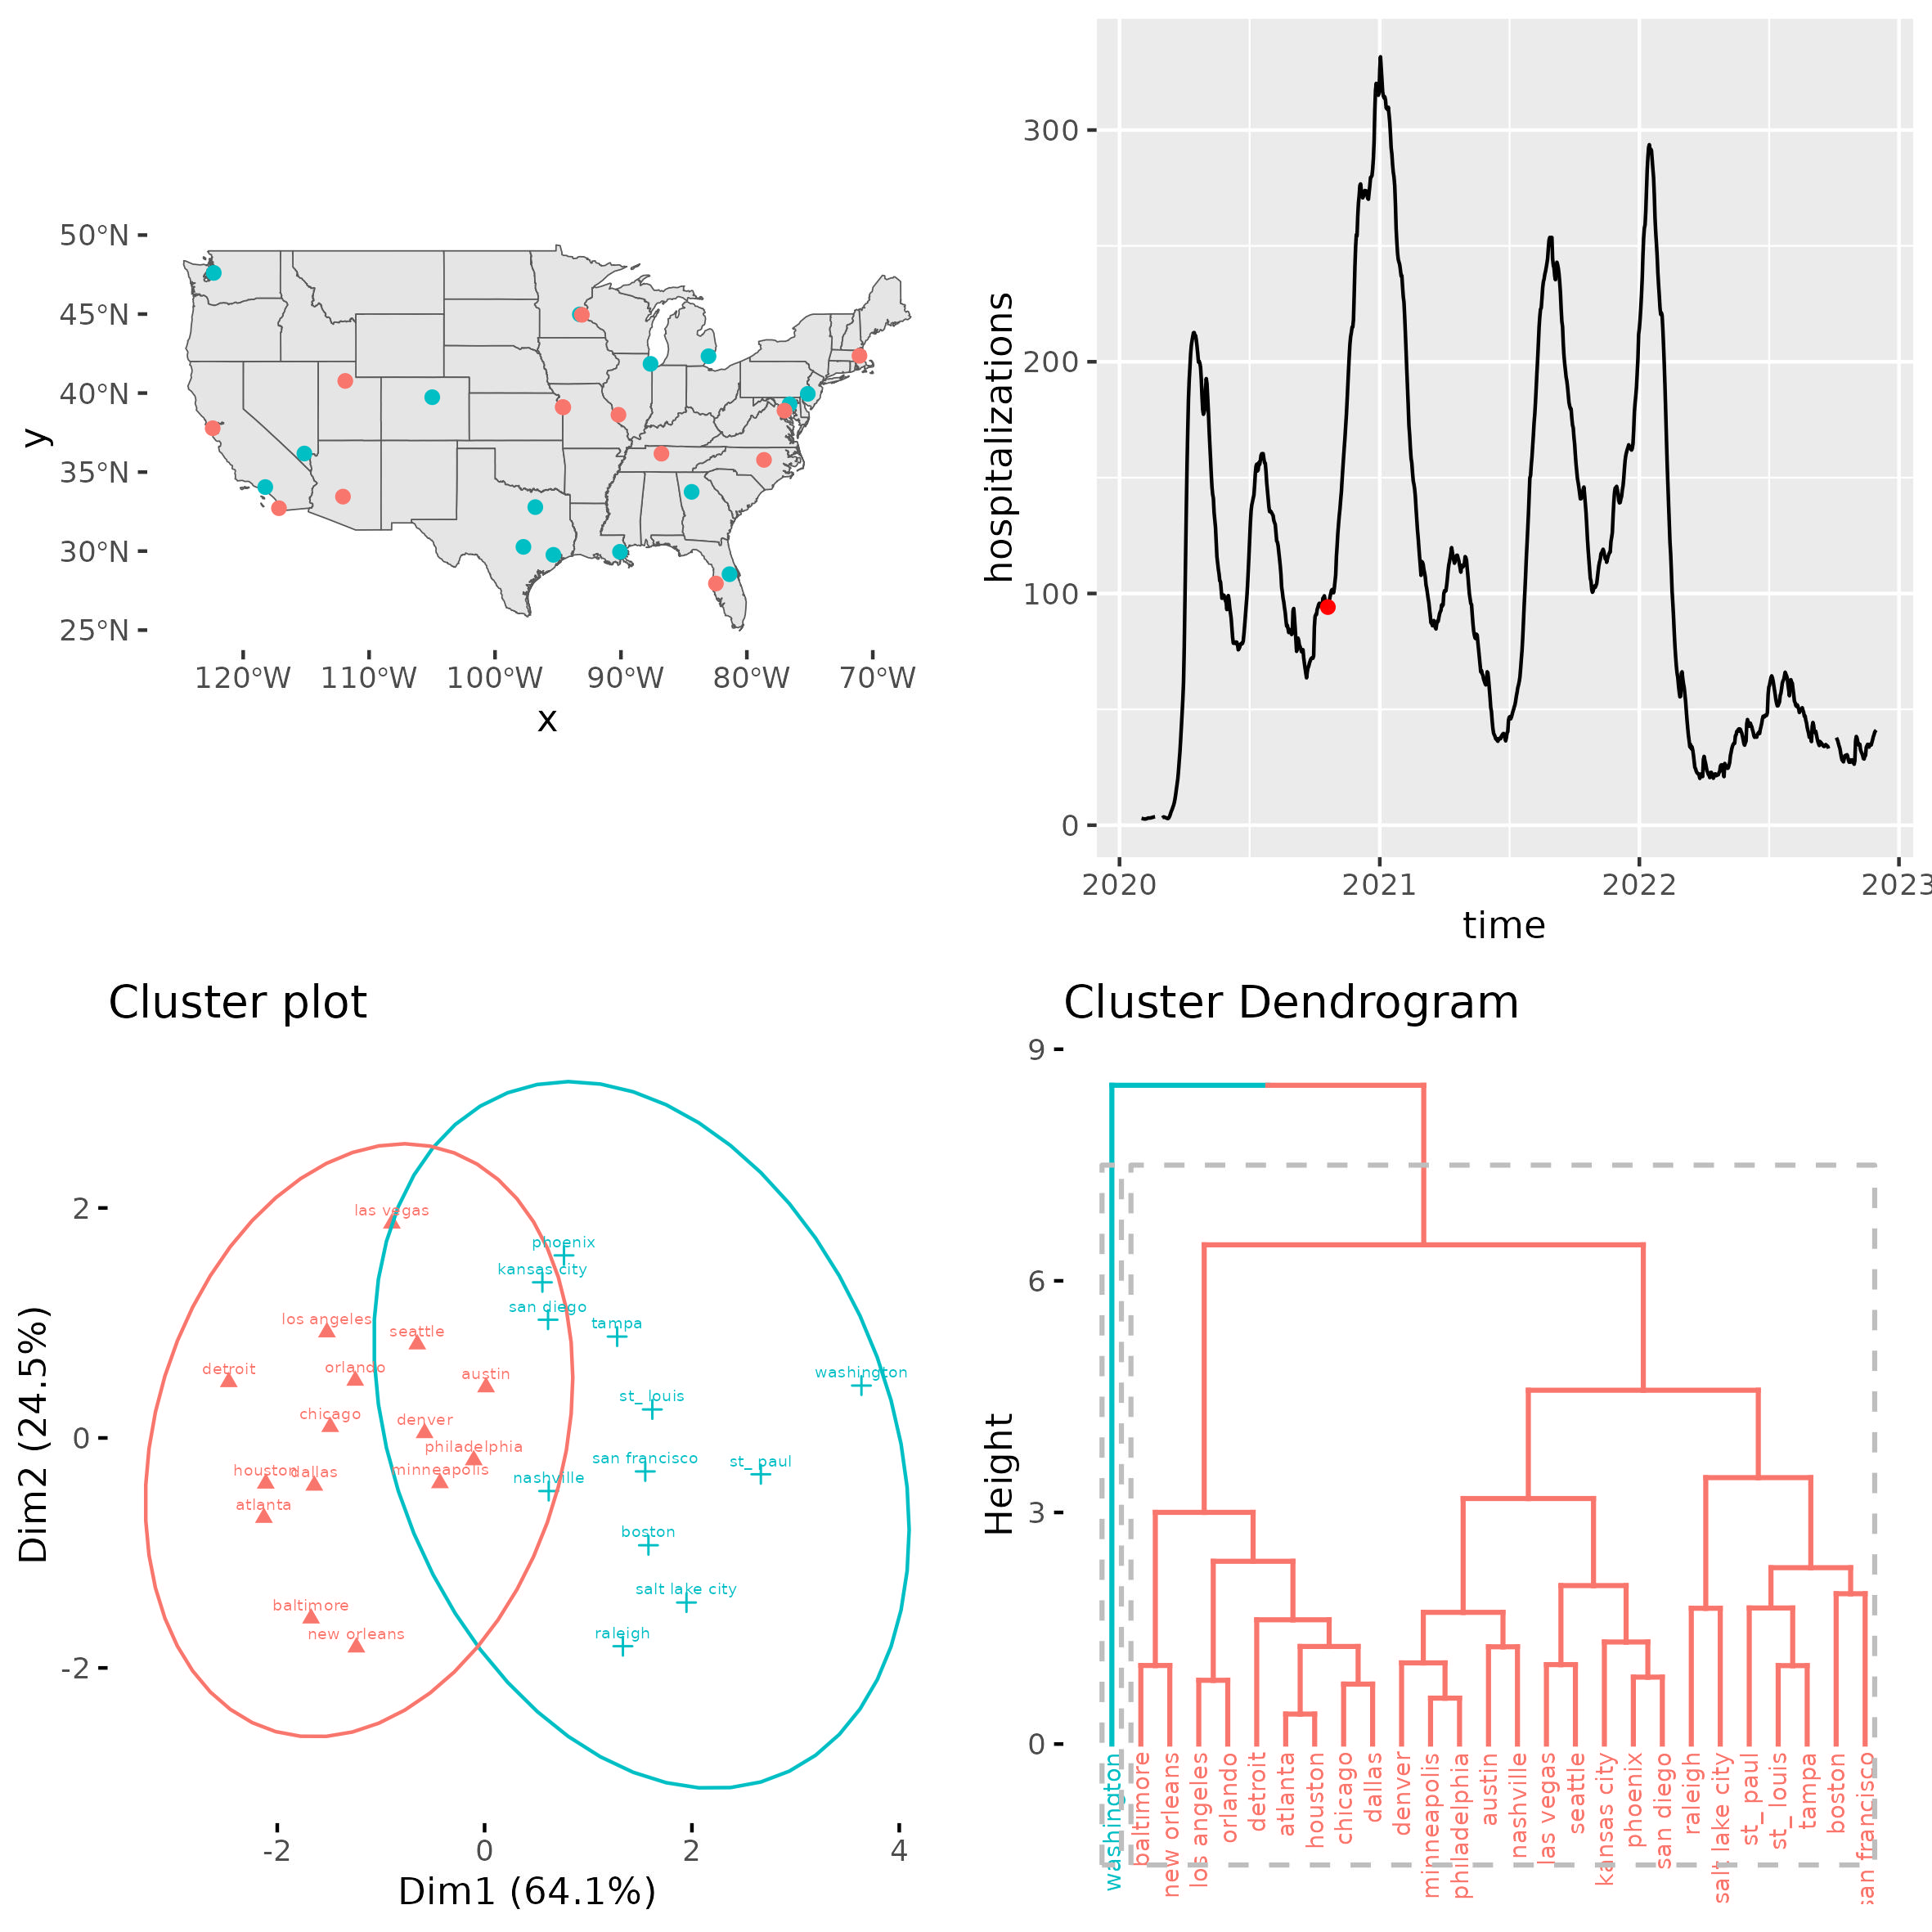 50°N
45°N
40°N
35°N
30°N
25°N
y
120°W 110°W 100°W 90°W 80°W 70°W
x
300
200
100
0
hospitalizations
2020 2021 2022 2023
time
Cluster plot
las vegas
phoenix
kansas city
san diego
los angeles
tampa
seattle
detroit
orlando
austin
washington
st_louis
chicago
denver
philadelphia
san francisco
st_paul
houston
dallas
minneapolis
nashville
atlanta
boston
salt lake city
baltimore
new orleans
raleigh
2
0
-2
Dim2 (24.5%)
-2 0 2 4
Dim1 (64.1%)
Cluster Dendrogram
9
6
3
0
Height
washington
baltimore
new orleans
los angeles
orlando
detroit
atlanta
houston
chicago
dallas
denver
minneapolis
philadelphia
austin
nashville
las vegas
seattle
kansas city
phoenix
san diego
raleigh
salt lake city
st_paul
st_louis
tampa
boston
san francisco